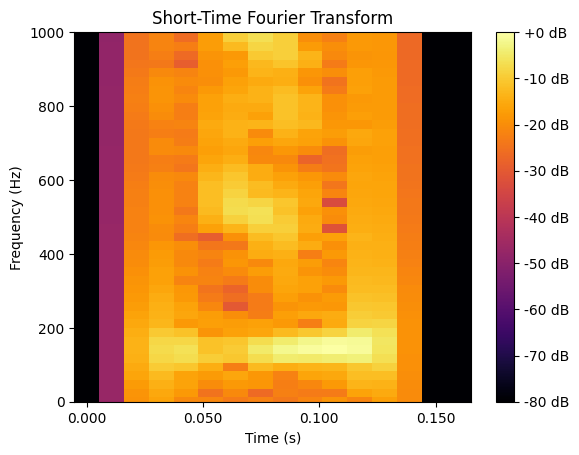 Short-Time Fourier Transform
1000
800
600
400
200
0
Frequency (Hz)
0.000
0.050
0.100
0.150
Time (s)
+0 dB
-10 dB
-20 dB
-30 dB
-40 dB
-50 dB
-60 dB
-70 dB
-80 dB